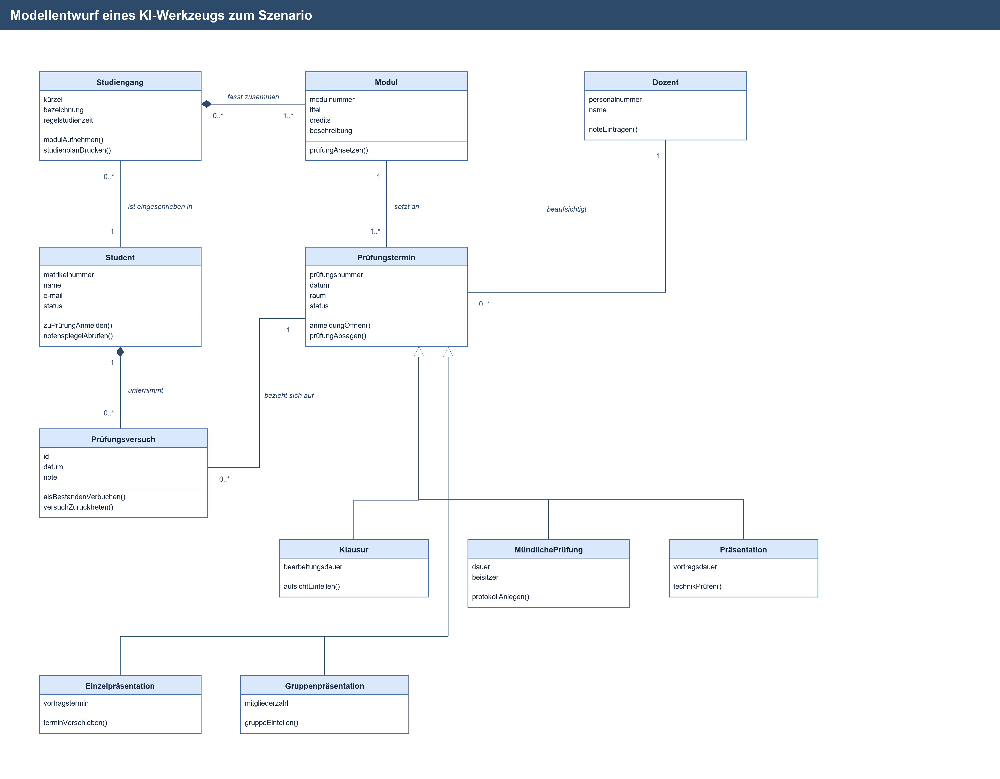 Modellentwurf eines KI-Werkzeugs zum Szenario
Studiengang
kürzel
bezeichnung
regelstudienzeit
modulAufnehmen()
studienplanDrucken()
fasst zusammen
0..*
1..*
Modul
modulnummer
titel
credits
beschreibung
prüfungAnsetzen()
Dozent
personalnummer
name
noteEintragen()
0..*
ist eingeschrieben in
1
1
setzt an
1..*
1
beaufsichtigt
0..*
Student
matrikelnummer
name
e-mail
status
zuPrüfungAnmelden()
notenspiegelAbrufen()
Prüfungstermin
prüfungsnummer
datum
raum
status
anmeldungÖffnen()
prüfungAbsagen()
1
unternimmt
0..*
1
bezieht sich auf
0..*
Prüfungsversuch
id
datum
note
alsBestandenVerbuchen()
versuchZurücktreten()
Klausur
bearbeitungsdauer
aufsichtEinteilen()
MündlichePrüfung
dauer
beisitzer
protokollAnlegen()
Präsentation
vortragsdauer
technikPrüfen()
Einzelpräsentation
vortragstermin
terminVerschieben()
Gruppenpräsentation
mitgliederzahl
gruppeEinteilen()